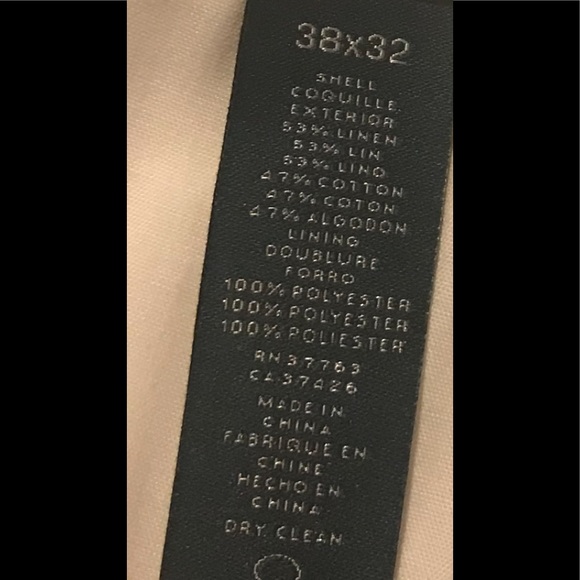 38x32
SHELL
COQUILLE
EXTERIOR
53% LINEN
53% LIN
53% LINO
47% COTTON
47% COTON
47% ALGODON
LINING
DOUBLURE
FORRO
100% POLYESTER
100% POLYESTER
100% POLIESTER
RN37763
CA37426
MADE IN
CHINA
FABRIQUE EN
CHINE
HECHO EN
CHINA
DRY CLEAN